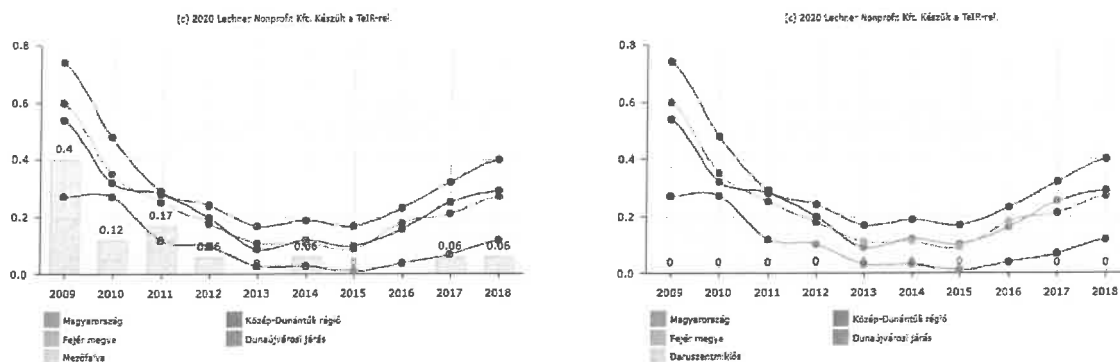 (c) 2020 Lechner Nonprofit Kft. Készült a TeIR-rel.
0.8
0.6
0.4
0.2
0.0
0.4
0.12
0.17
0.06
0.06
0.06
0.06
2009 2010 2011 2012 2013 2014 2015 2016 2017 2018
Magyarország
Fejér megye
Mezőfalva
Közép-Dunántúk régió
Dunaújvárosi járás
(c) 2020 Lechner Nonprofit Kft. Készült a TeIR-rel.
0.8
0.6
0.4
0.2
0.0
0 0 0 0 0 0 0
2009 2010 2011 2012 2013 2014 2015 2016 2017 2018
Magyarország
Fejér megye
Daruszentmiklós
Közép-Dunántúk régió
Dunaújvárosi járás